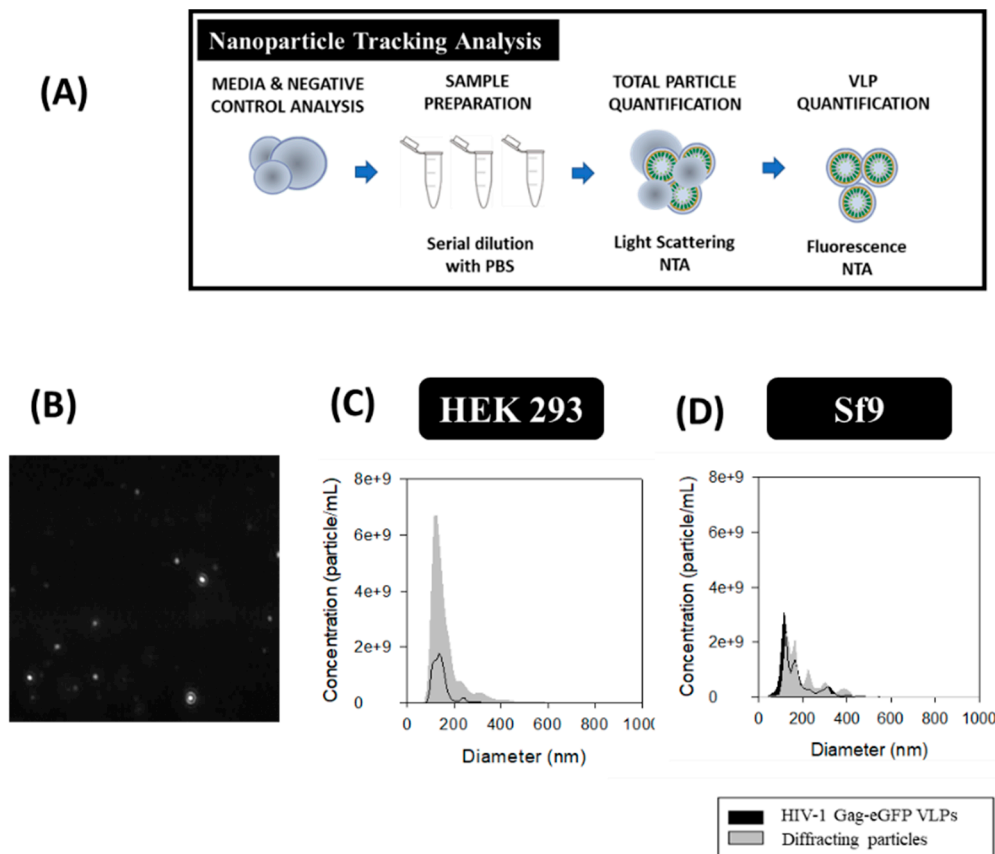 Nanoparticle Tracking Analysis
(A)
MEDIA & NEGATIVE
CONTROL ANALYSIS
SAMPLE
PREPARATION
TOTAL PARTICLE
QUANTIFICATION
VLP
QUANTIFICATION
Serial dilution
with PBS
Light Scattering
NTA
Fluorescence
NTA
(B)
(C)
HEK 293
(D)
Sf9
Concentration (particle/mL)
8e+9
6e+9
4e+9
2e+9
0
0 200 400 600 800 1000
Diameter (nm)
Concentration (particle/mL)
8e+9
6e+9
4e+9
2e+9
0
0 200 400 600 800 1000
Diameter (nm)
HIV-1 Gag-eGFP VLPs
Diffracting particles